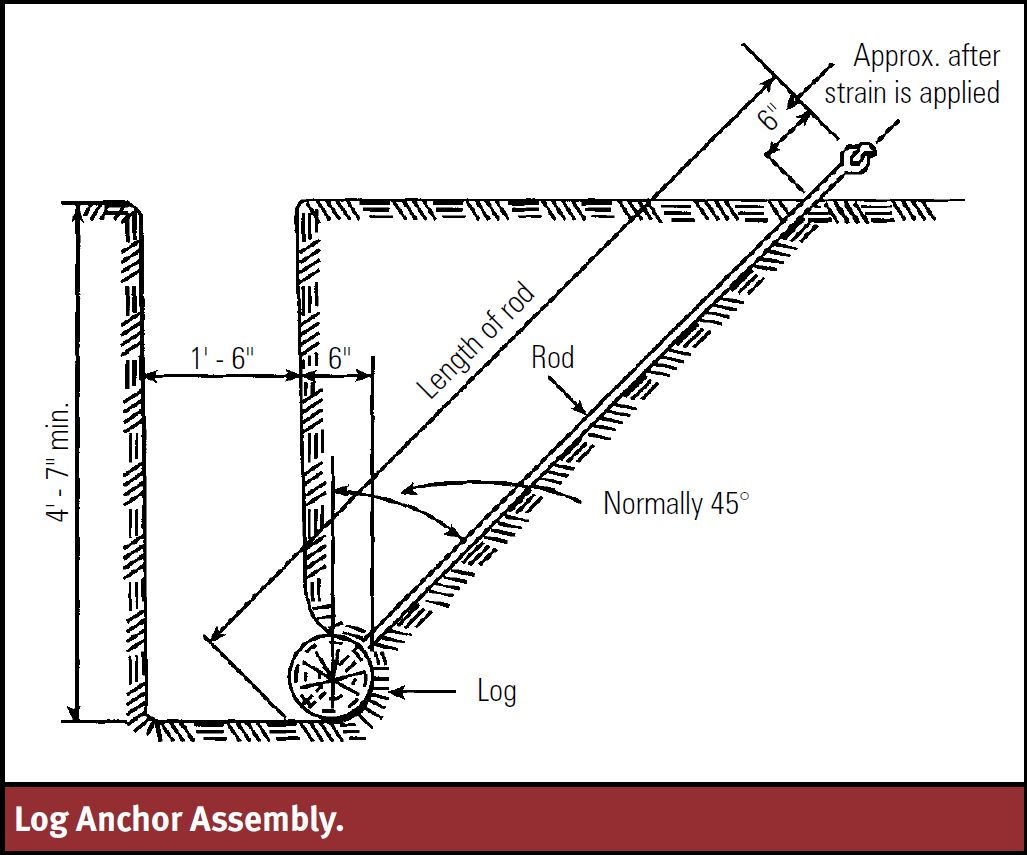 Approx. after
strain is applied
6"
1' - 6"
6"
Length of rod
Rod
4' - 7" min.
Normally 45°
Log
Log Anchor Assembly.